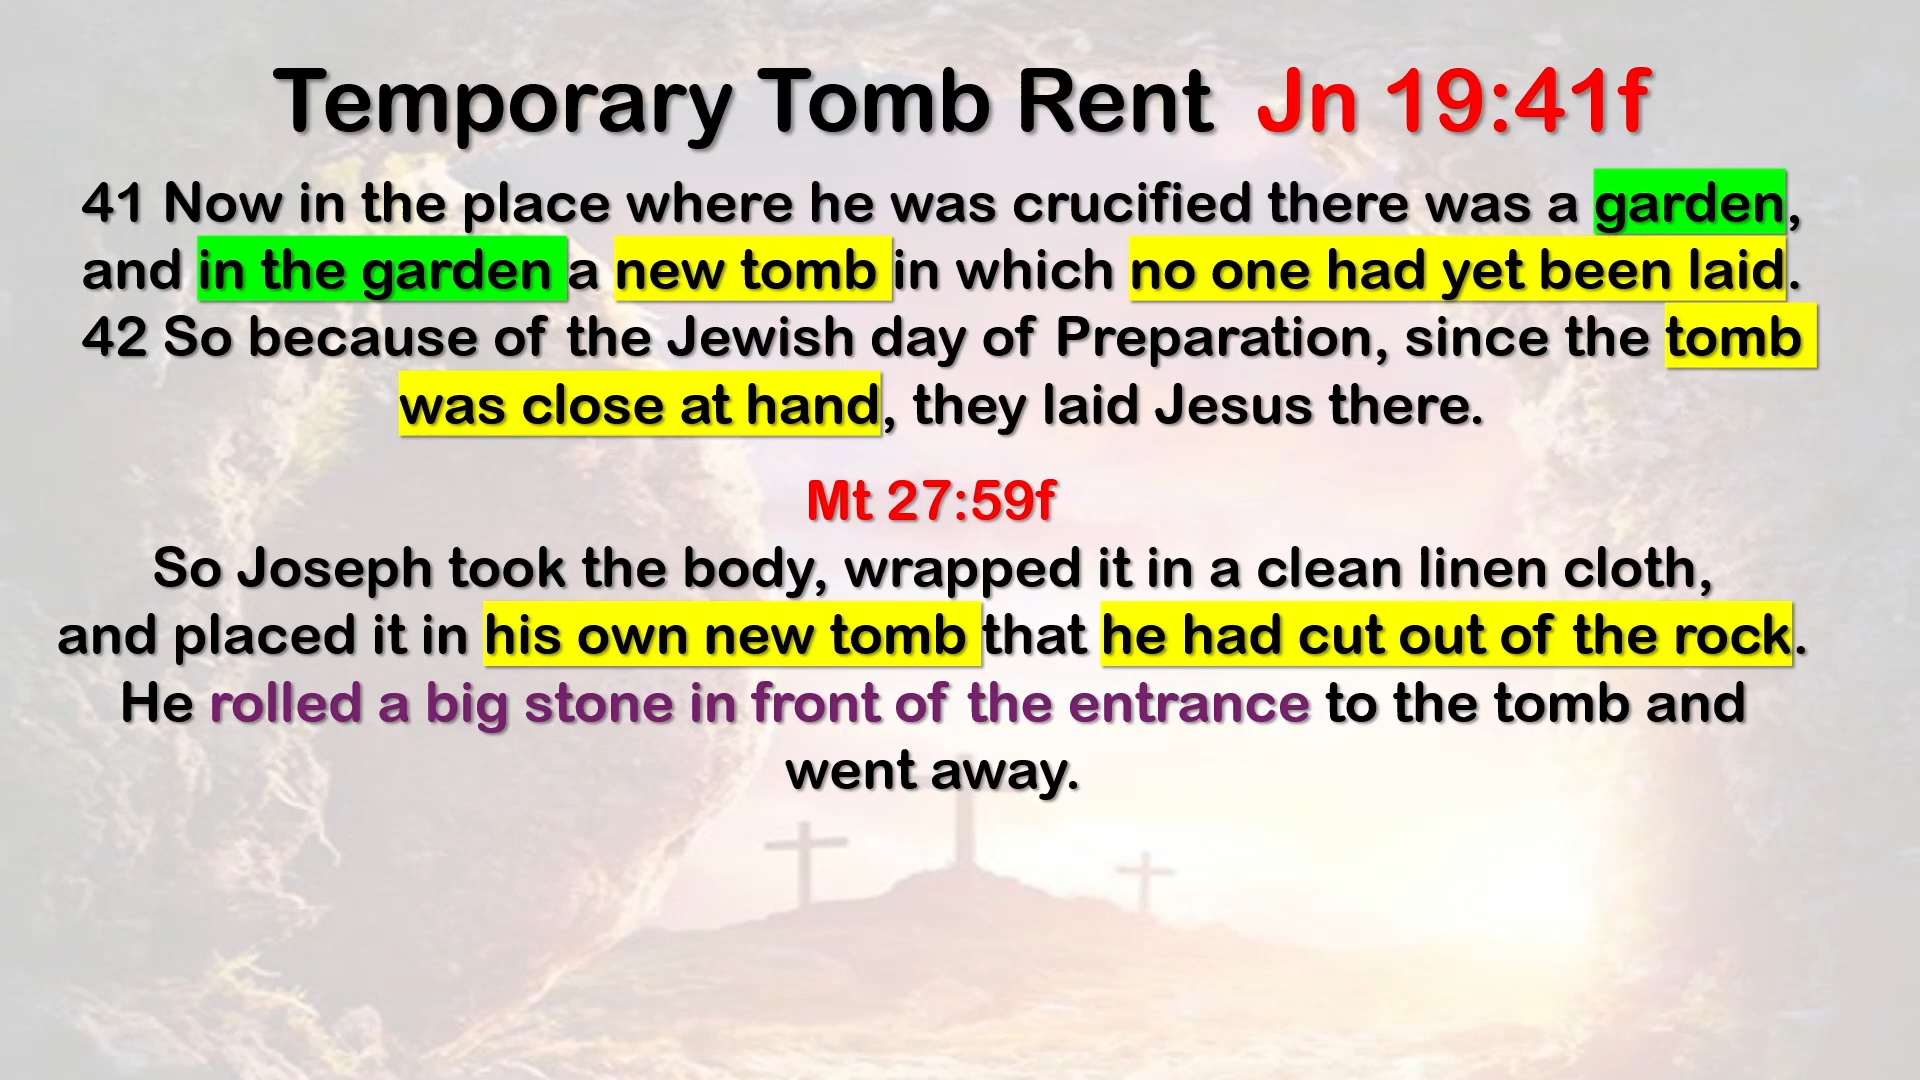 Temporary Tomb Rent Jn 19:41f
41 Now in the place where he was crucified there was a garden,
and in the garden a new tomb in which no one had yet been laid.
42 So because of the Jewish day of Preparation, since the tomb
was close at hand, they laid Jesus there.
Mt 27:59f
So Joseph took the body, wrapped it in a clean linen cloth,
and placed it in his own new tomb that he had cut out of the rock.
He rolled a big stone in front of the entrance to the tomb and
went away.